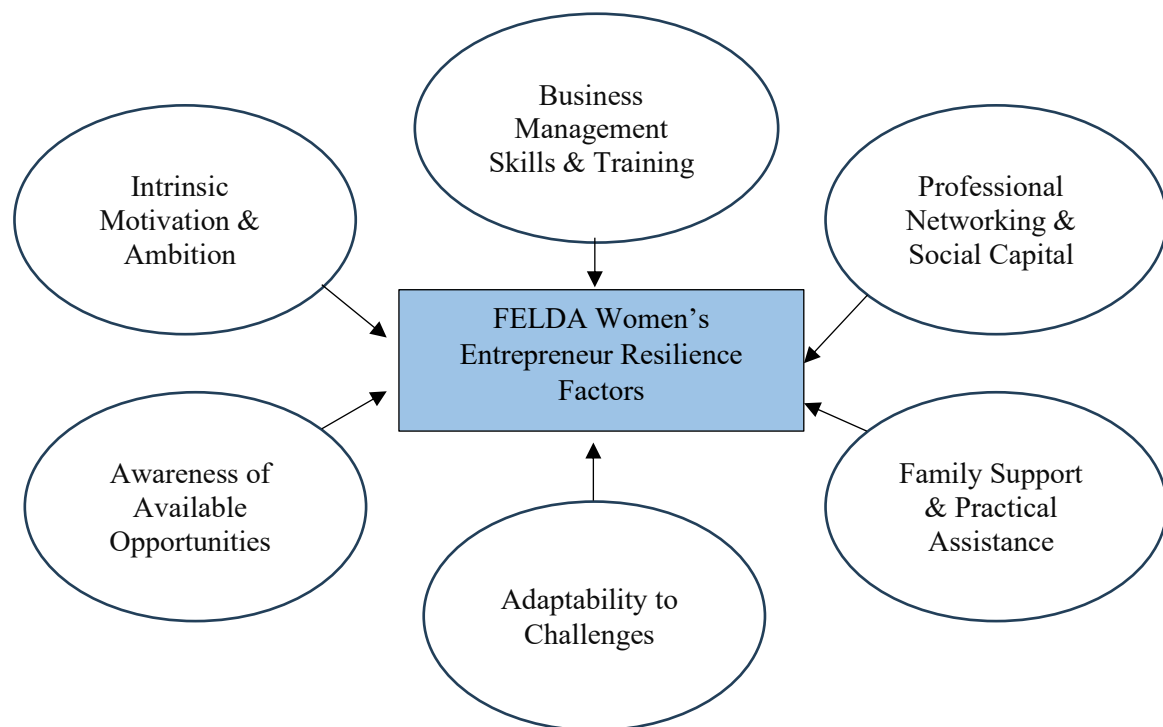 Business
Management
Skills & Training
Intrinsic
Motivation &
Ambition
Professional
Networking &
Social Capital
FELDA Women’s
Entrepreneur Resilience
Factors
Awareness of
Available
Opportunities
Family Support
& Practical
Assistance
Adaptability to
Challenges